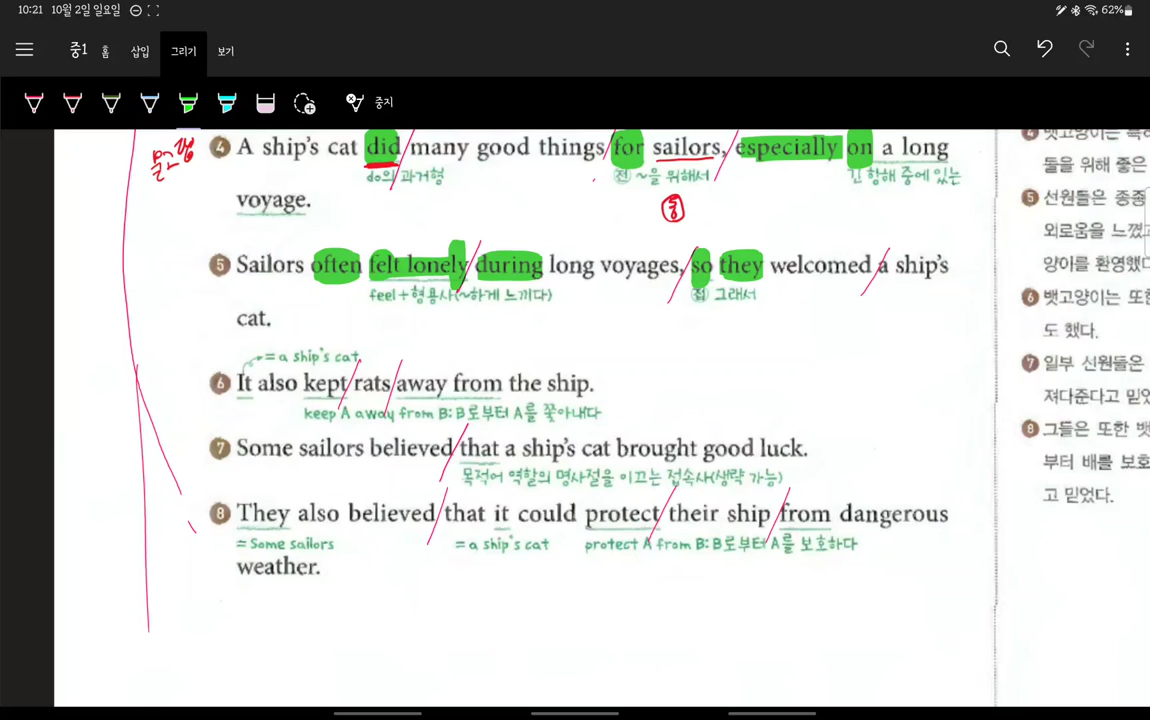 10:21 10월 2일 일요일 62%
중1 홈 삽입 그리기 보기
중지
4 A ship's cat did many good things for sailors, especially on a long
do의 과거형 전 ~을 위해서 긴 항해 중에 있는
voyage.
5 Sailors often felt lonely during long voyages, so they welcomed a ship's
feel+형용사(~하게 느끼다) 접 그래서
cat.
= a ship's cat
6 It also kept rats away from the ship.
keep A away from B: B로부터 A를 쫓아내다
7 Some sailors believed that a ship's cat brought good luck.
목적어 역할의 명사절을 이끄는 접속사(생략 가능)
8 They also believed that it could protect their ship from dangerous
= Some sailors = a ship's cat protect A from B: B로부터 A를 보호하다
weather.
둘을 위해 좋은
5 선원들은 종종
외로움을 느꼈고
양이를 환영했다
6 뱃고양이는 또한
도 했다.
7 일부 선원들은
져다준다고 믿었
8 그들은 또한 뱃
부터 배를 보호
고 믿었다.